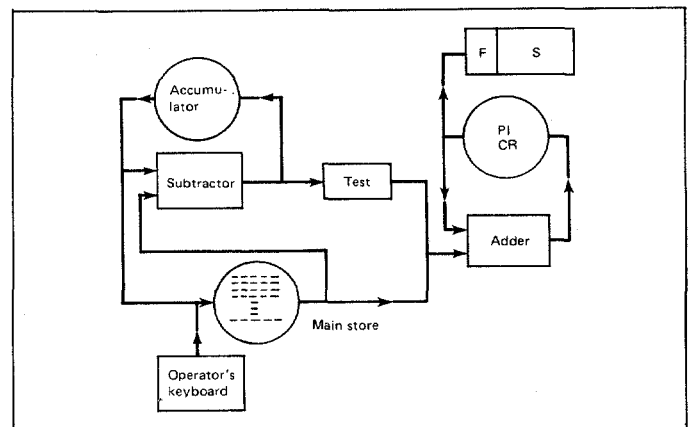 F
S
Accumu-
lator
PI
CR
Subtractor
Test
Adder
Main store
Operator's
keyboard